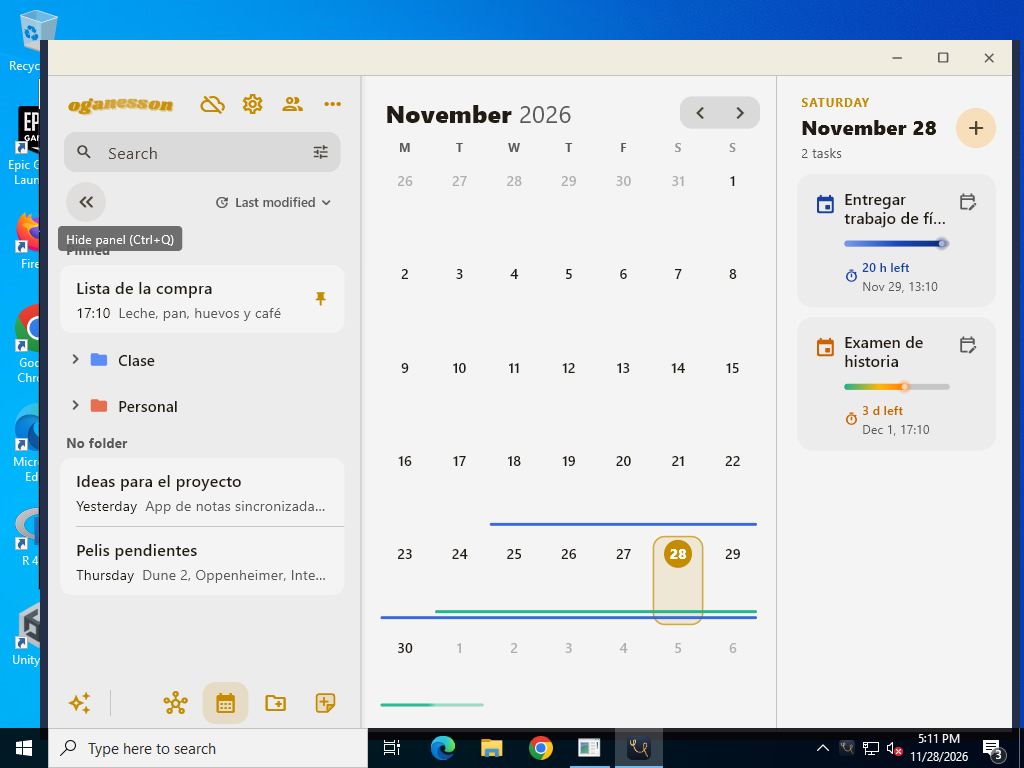 Recyc
EPIC
GA
Epic G
Laun
Fire
Goo
Chro
Micro
Ed
R 4
Unity
oganesson
Search
Last modified
Hide panel (Ctrl+Q)
Pinned
Lista de la compra
17:10 Leche, pan, huevos y café
Clase
Personal
No folder
Ideas para el proyecto
Yesterday App de notas sincronizada...
Pelis pendientes
Thursday Dune 2, Oppenheimer, Inte...
November 2026
M T W T F S S
26 27 28 29 30 31 1
2 3 4 5 6 7 8
9 10 11 12 13 14 15
16 17 18 19 20 21 22
23 24 25 26 27 28 29
30 1 2 3 4 5 6
SATURDAY
November 28
2 tasks
Entregar
trabajo de fí...
20 h left
Nov 29, 13:10
Examen de
historia
3 d left
Dec 1, 17:10
Type here to search
5:11 PM
11/28/2026
3